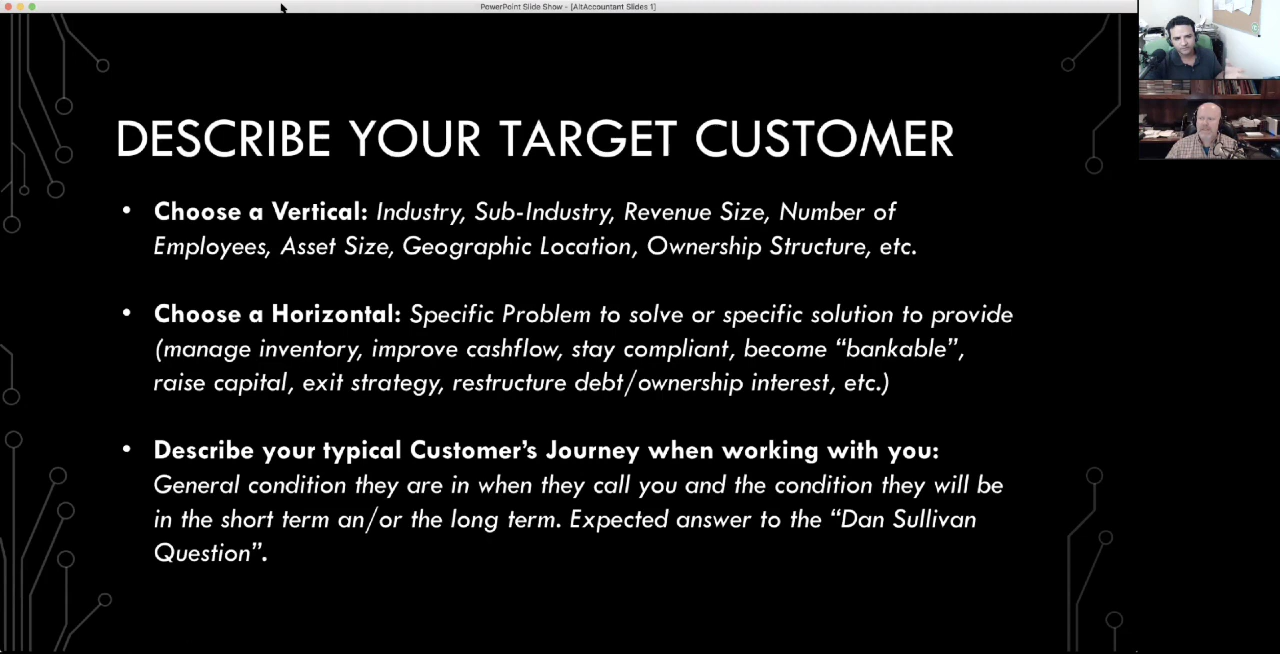 PowerPoint Slide Show - [AltAccountant Slides 1]
DESCRIBE YOUR TARGET CUSTOMER
• Choose a Vertical: Industry, Sub-Industry, Revenue Size, Number of
Employees, Asset Size, Geographic Location, Ownership Structure, etc.
• Choose a Horizontal: Specific Problem to solve or specific solution to provide
(manage inventory, improve cashflow, stay compliant, become “bankable”,
raise capital, exit strategy, restructure debt/ownership interest, etc.)
• Describe your typical Customer’s Journey when working with you:
General condition they are in when they call you and the condition they will be
in the short term an/or the long term. Expected answer to the “Dan Sullivan
Question”.